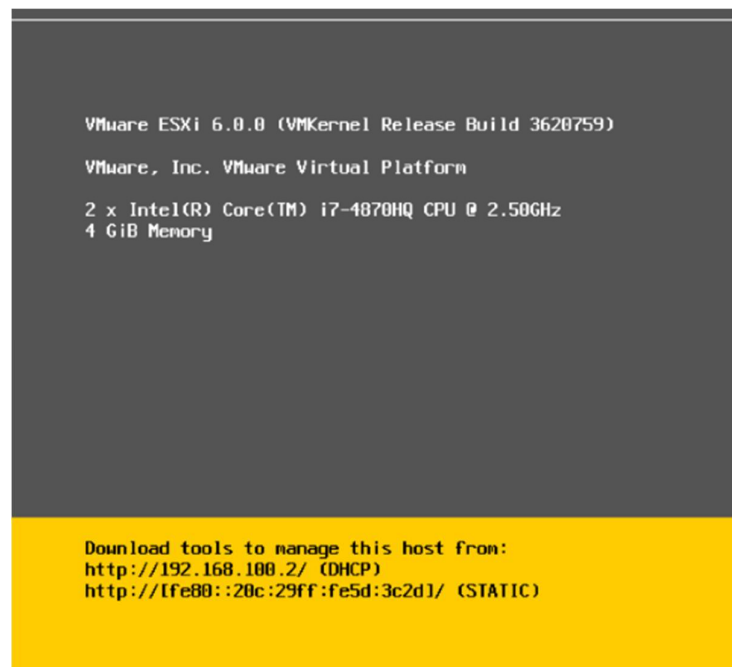 VMware ESXi 6.0.0 (VMKernel Release Build 3620759)
VMware, Inc. VMware Virtual Platform
2 x Intel(R) Core(TM) i7-4870HQ CPU @ 2.50GHz
4 GiB Memory
Download tools to manage this host from:
http://192.168.100.2/ (DHCP)
http://[fe80::20c:29ff:fe5d:3c2d]/ (STATIC)